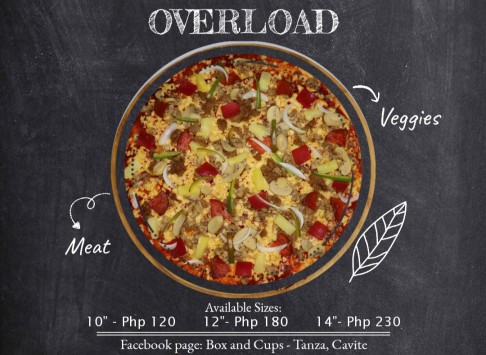 OVERLOAD
Veggies
Meat
Available Sizes:
10" - Php 120 12"- Php 180 14"- Php 230
Facebook page: Box and Cups - Tanza, Cavite